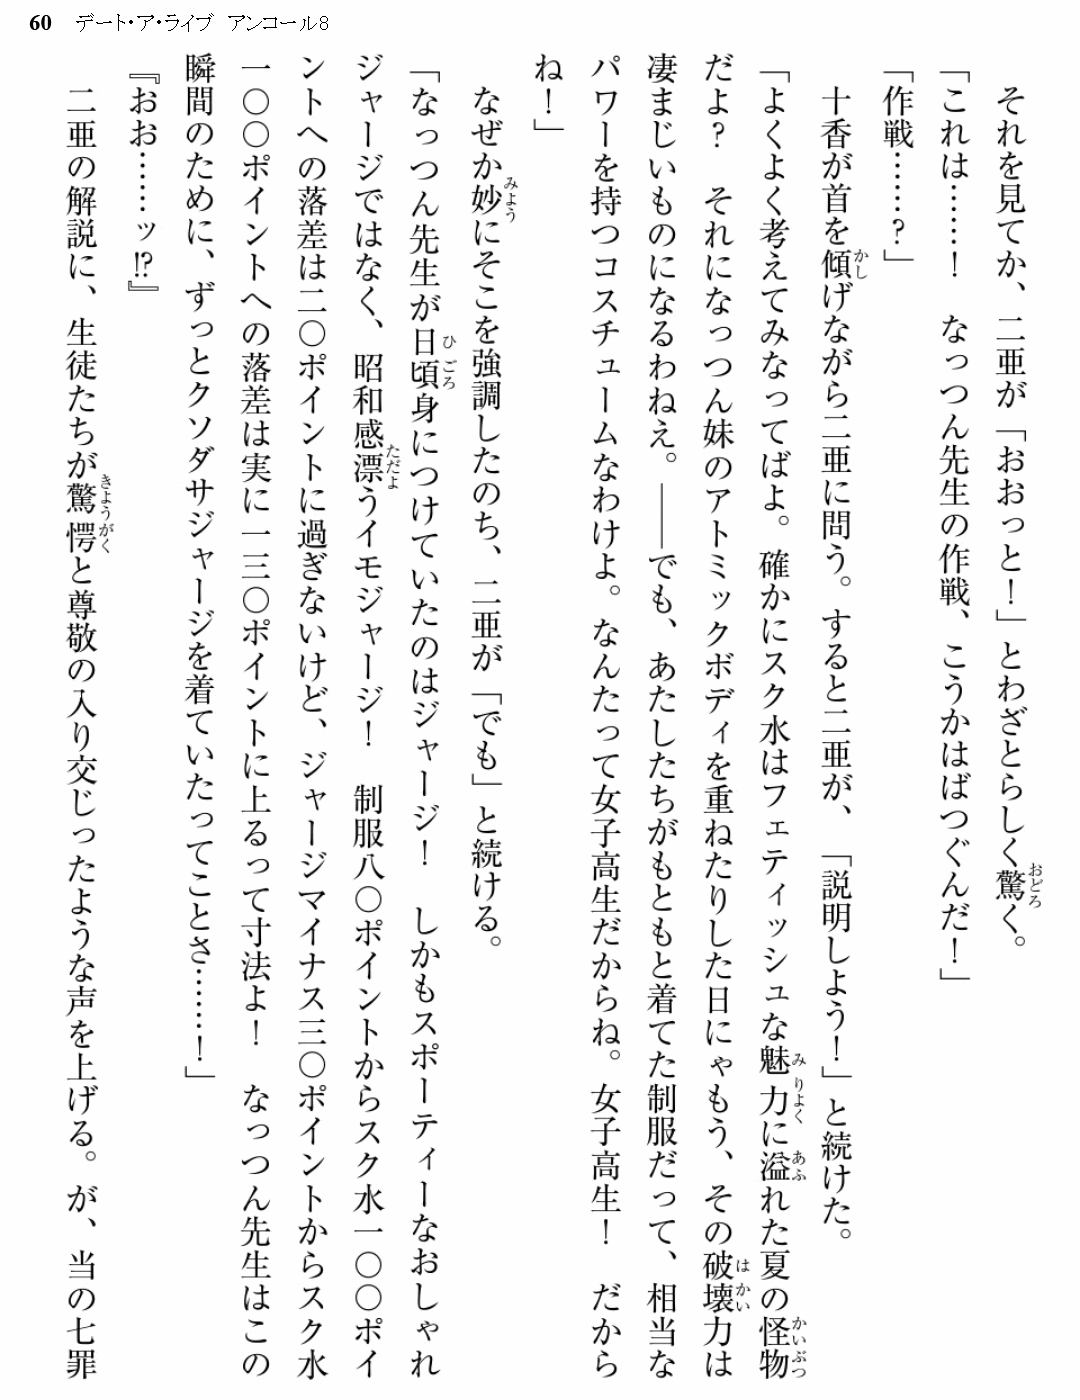 60 デート・ア・ライブ アンコール8
　それを見てか、二亜が「おおっと！」とわざとらしく驚く。
「これは……！　なっつん先生の作戦、こうかはばつぐんだ！」
「作戦……？」
　十香が首を傾げながら二亜に問う。すると二亜が、「説明しよう！」と続けた。
「よくよく考えてみなってばよ。確かにスク水はフェティッシュな魅力に溢れた夏の怪物
だよ？　それになっつん妹のアトミックボディを重ねたりした日にゃもう、その破壊力は
凄まじいものになるわねえ。――でも、あたしたちがもともと着てた制服だって、相当な
パワーを持つコスチュームなわけよ。なんたって女子高生だからね。女子高生！　だから
ね！」
　なぜか妙にそこを強調したのち、二亜が「でも」と続ける。
「なっつん先生が日頃身につけていたのはジャージ！　しかもスポーティーなおしゃれ
ジャージではなく、昭和感漂うイモジャージ！　制服八〇ポイントからスク水一〇〇ポイ
ントへの落差は二〇ポイントに過ぎないけど、ジャージマイナス三〇ポイントからスク水
一〇〇ポイントへの落差は実に一三〇ポイントに上るって寸法よ！　なっつん先生はこの
瞬間のために、ずっとクソダサジャージを着ていたってことさ……！」
『おお……ッ!?』
　二亜の解説に、生徒たちが驚愕と尊敬の入り交じったような声を上げる。が、当の七罪